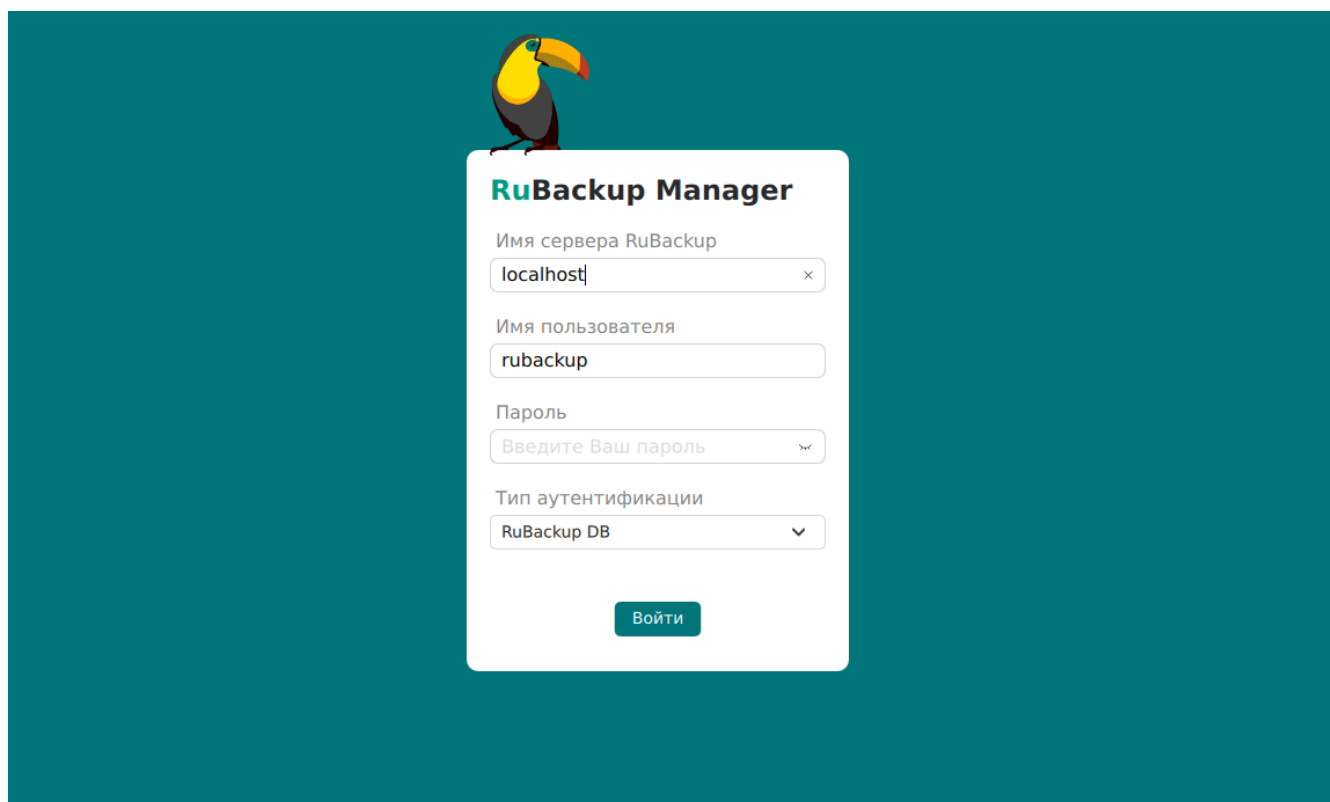 RuBackup Manager
Имя сервера RuBackup
localhost
Имя пользователя
rubackup
Пароль
Введите Ваш пароль
Тип аутентификации
RuBackup DB
Войти